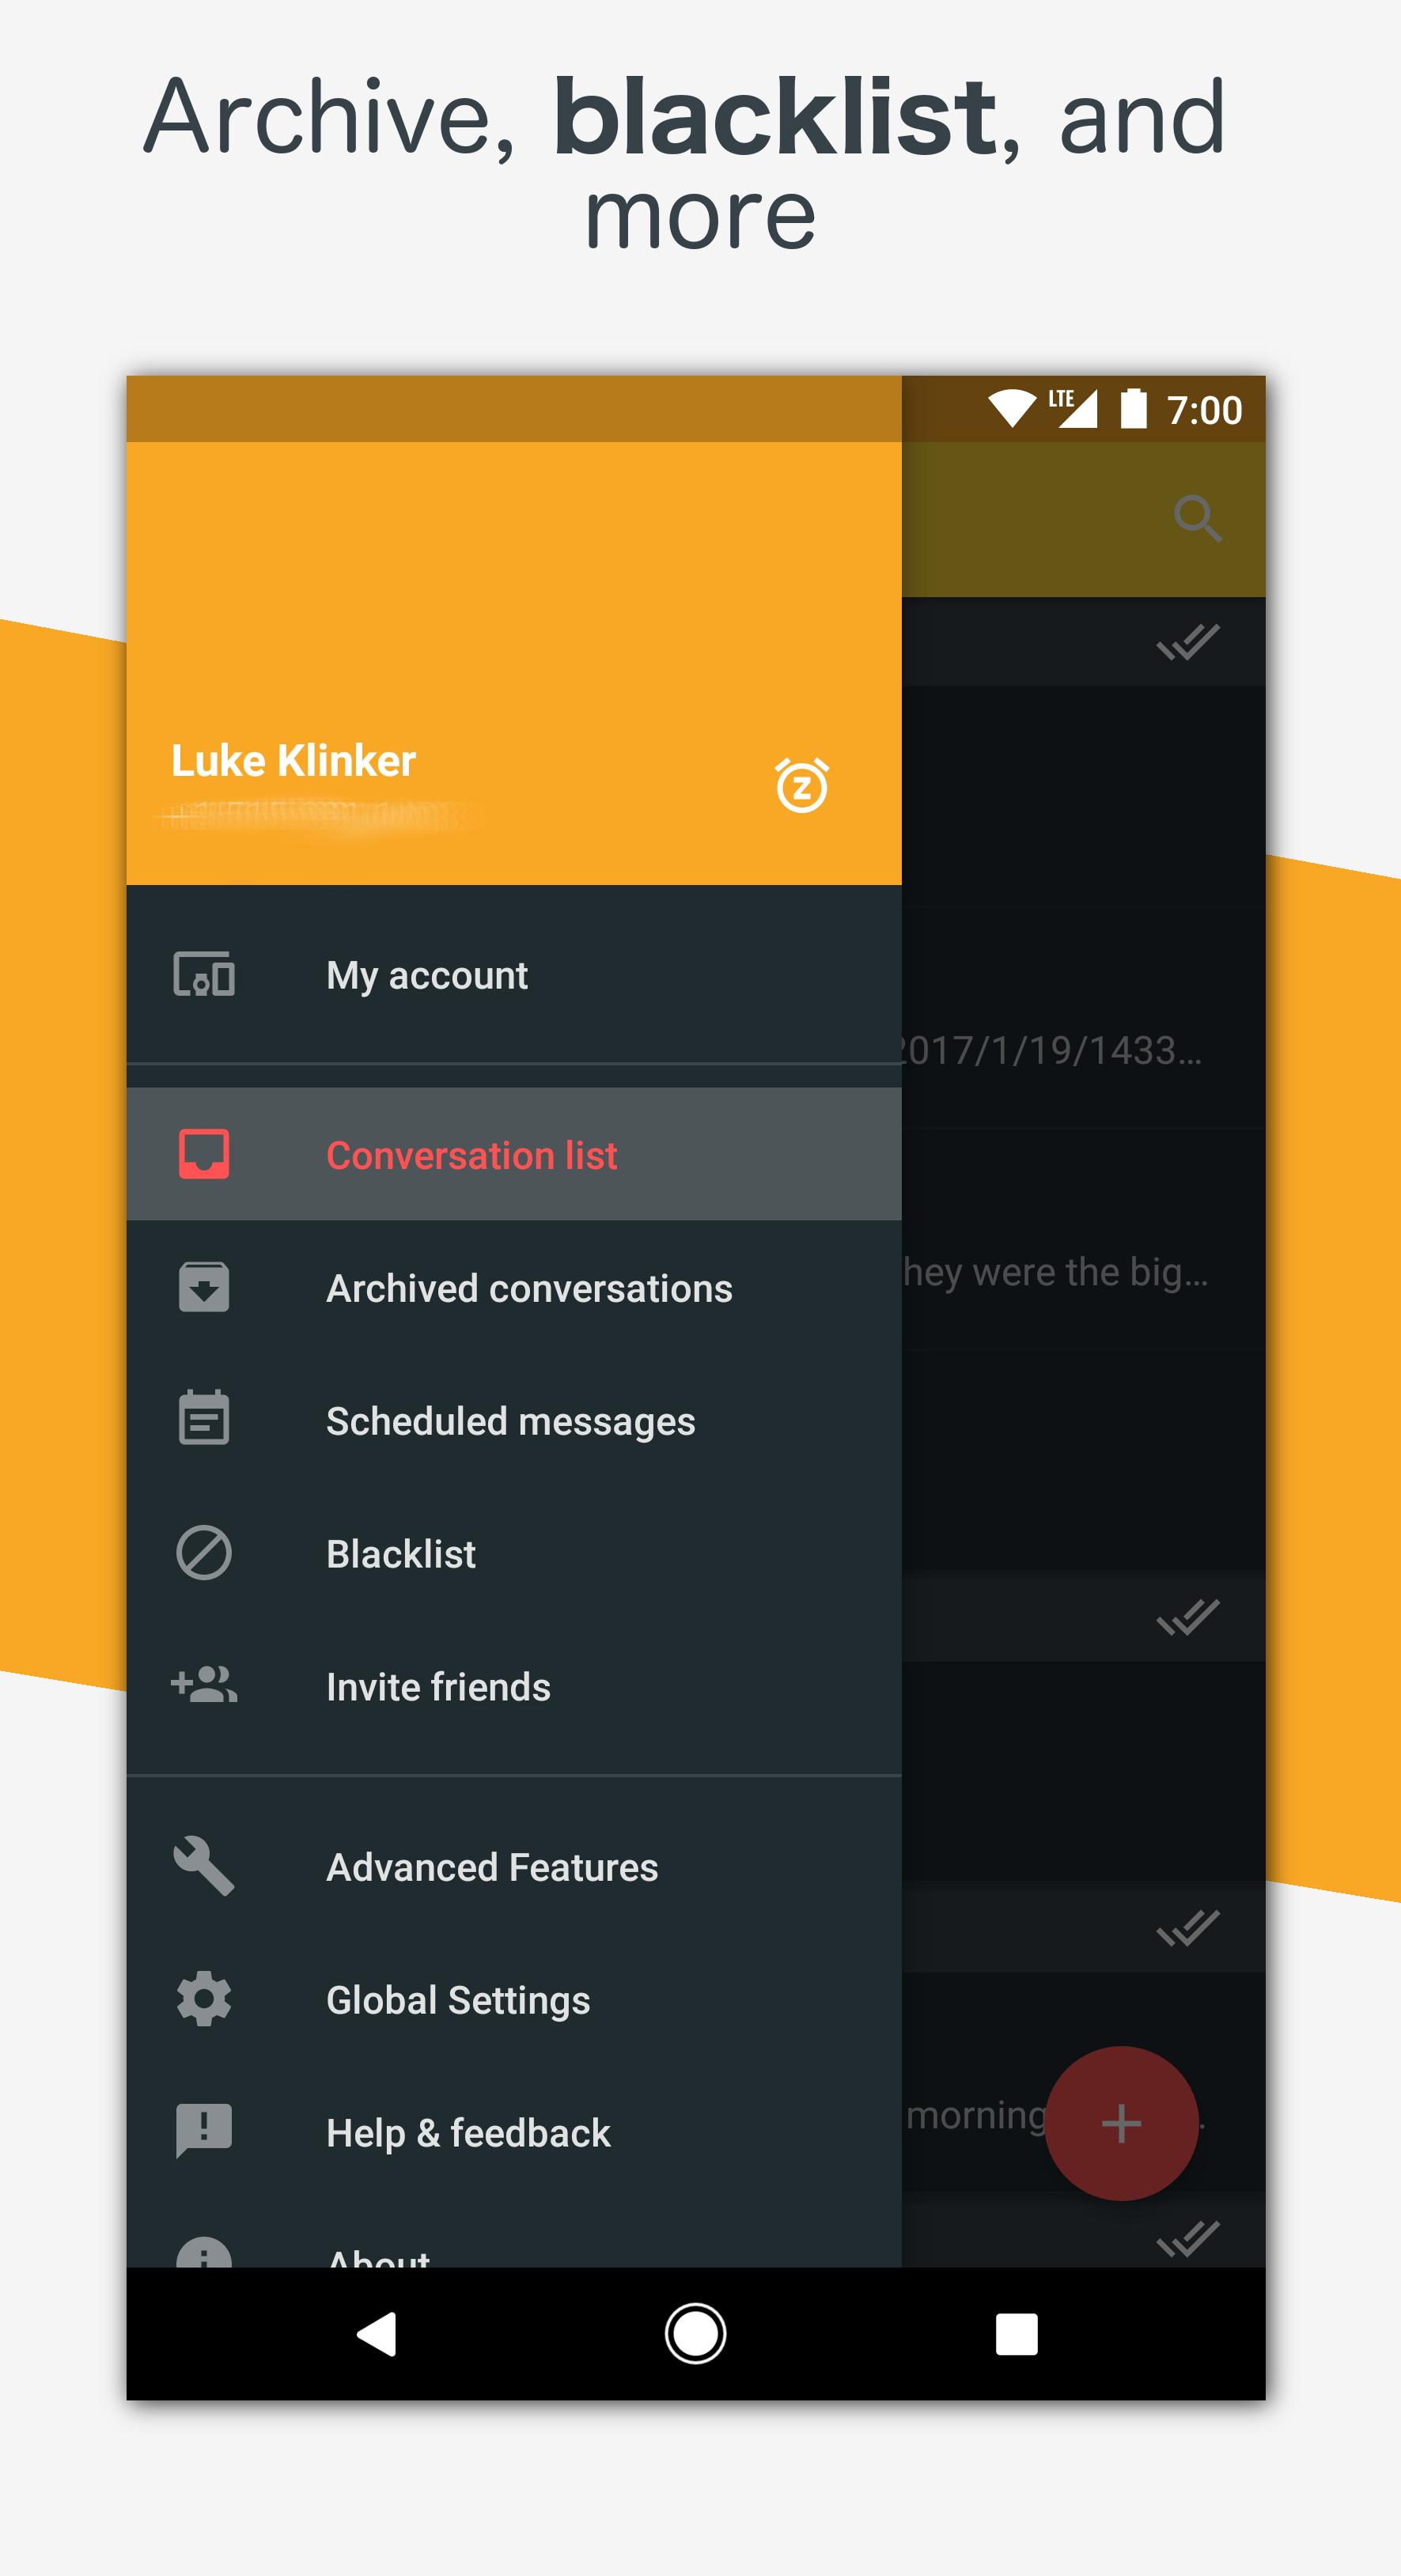 Archive, blacklist, and
more
LTE 7:00
Luke Klinker
My account
2017/1/19/1433...
Conversation list
hey were the big...
Archived conversations
Scheduled messages
Blacklist
Invite friends
Advanced Features
Global Settings
Help & feedback
morning
About